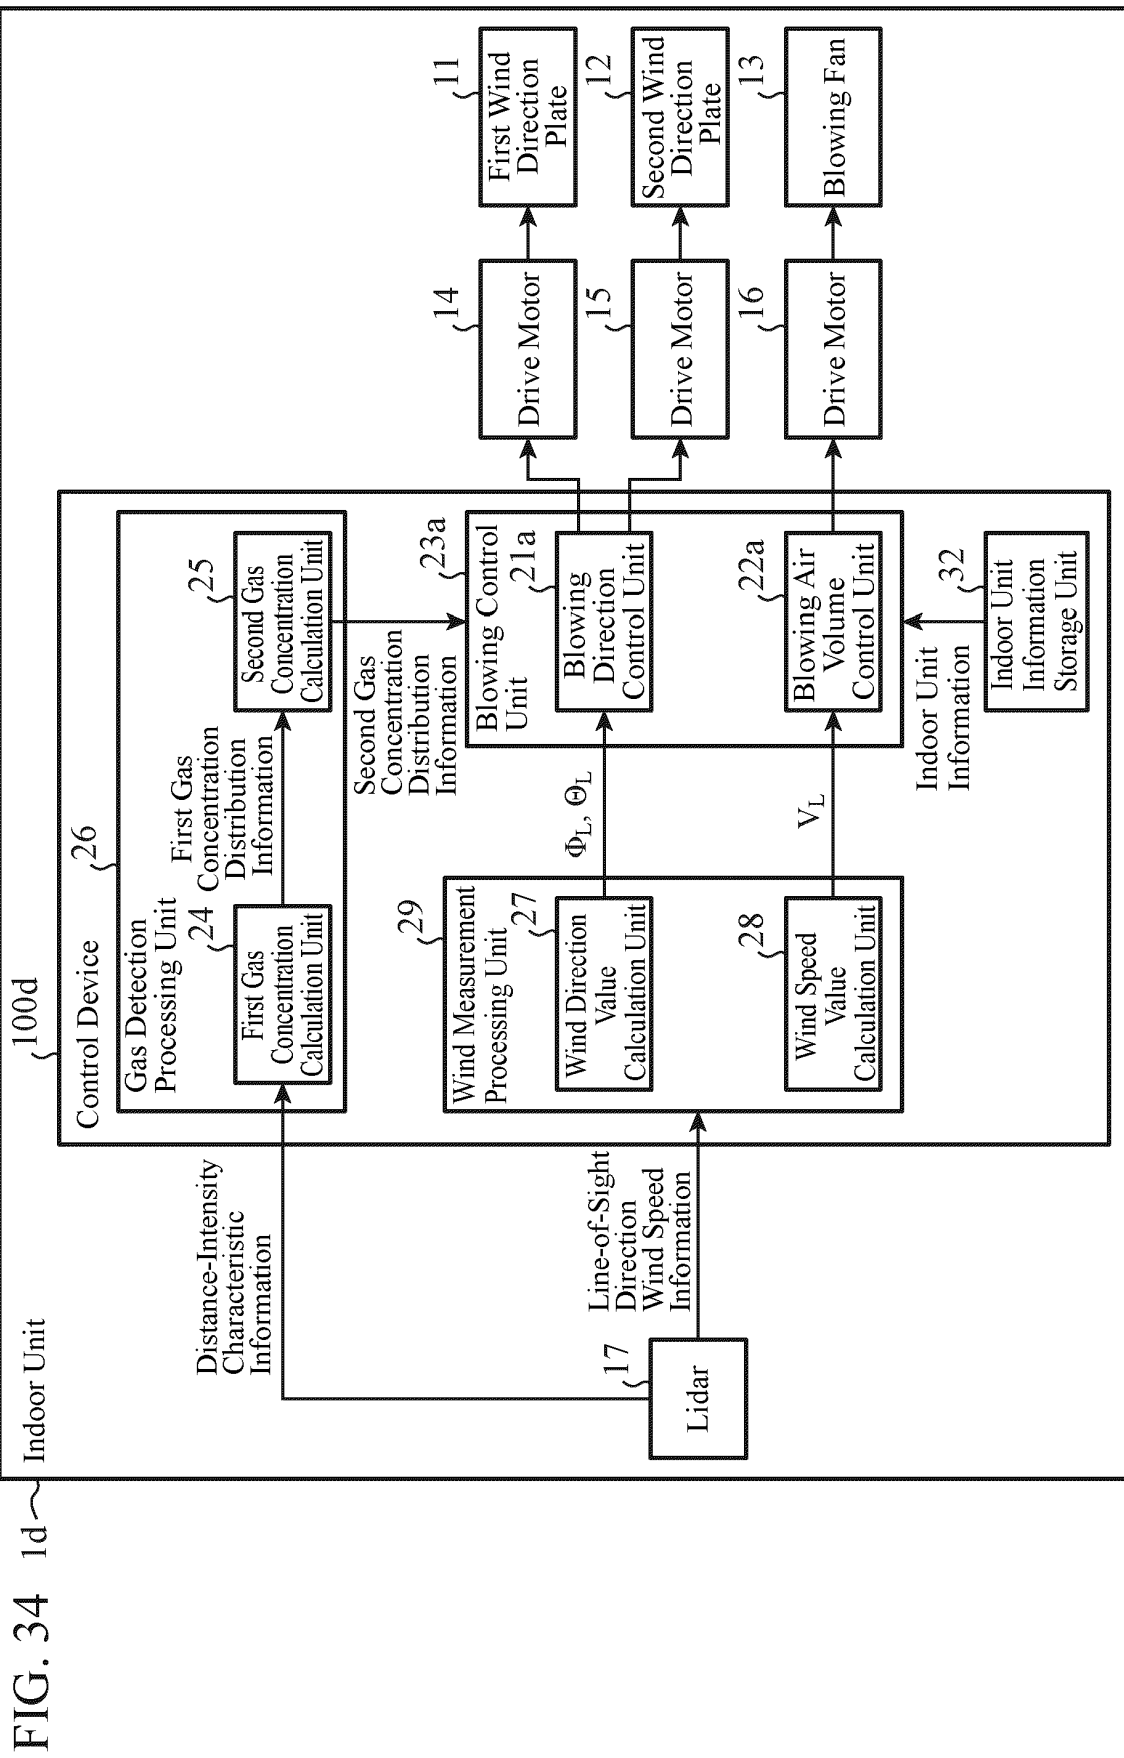 FIG. 34
1d
Indoor Unit
100d
Control Device
26
Gas Detection
Processing Unit
24
First Gas
Concentration
Calculation Unit
First Gas
Concentration
Distribution
Information
25
Second Gas
Concentration
Calculation Unit
Distance-Intensity
Characteristic
Information
Second Gas
Concentration
Distribution
Information
17
Lidar
Line-of-Sight
Direction
Wind Speed
Information
29
Wind Measurement
Processing Unit
27
Wind Direction
Value
Calculation Unit
28
Wind Speed
Value
Calculation Unit
Φ_L, Θ_L
V_L
23a
Blowing Control
Unit
21a
Blowing
Direction
Control Unit
22a
Blowing Air
Volume
Control Unit
Indoor Unit
Information
32
Indoor Unit
Information
Storage Unit
14
Drive Motor
15
Drive Motor
16
Drive Motor
11
First Wind
Direction
Plate
12
Second Wind
Direction
Plate
13
Blowing Fan